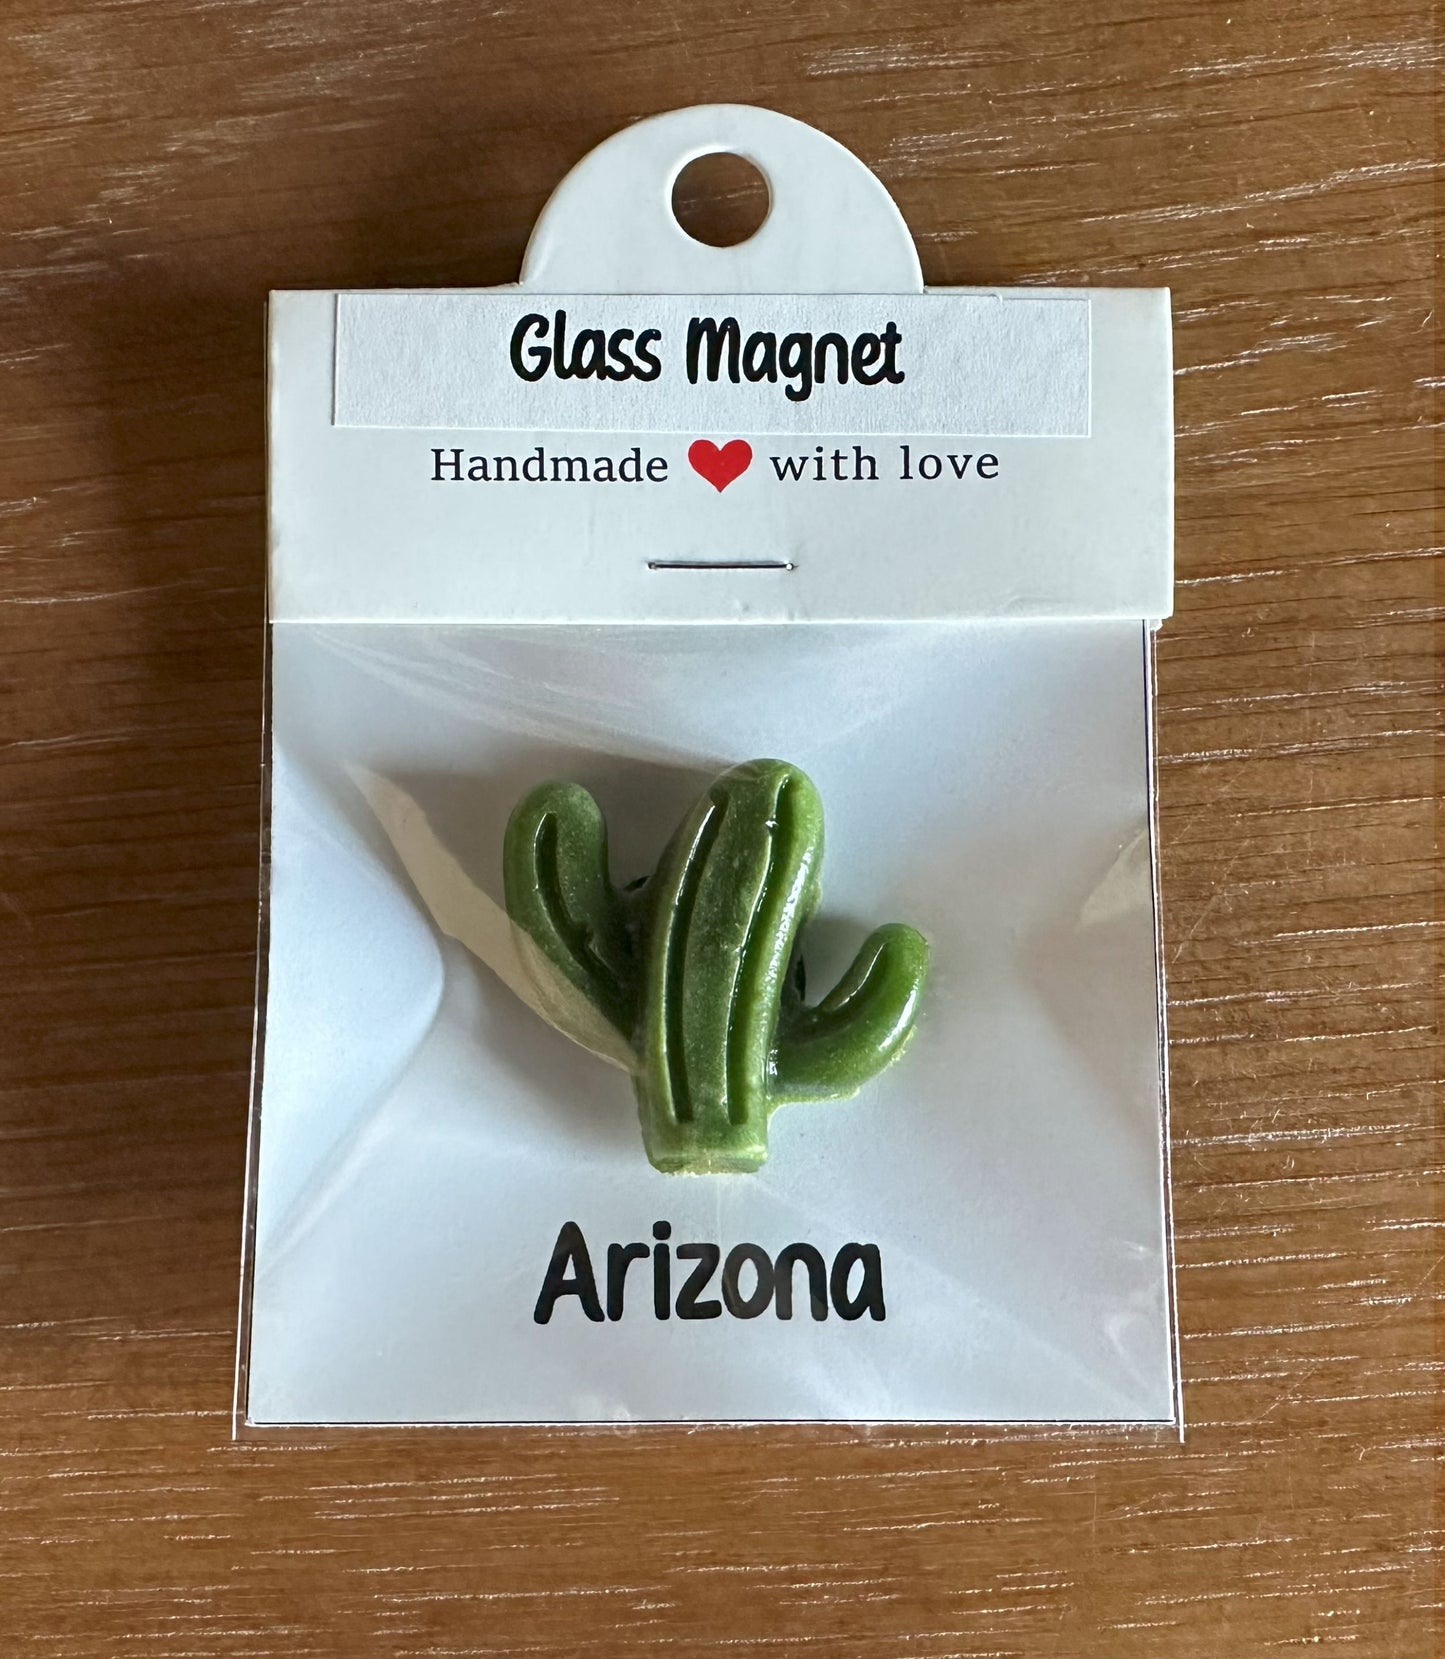 Glass Magnet
Handmade ❤ with love
Arizona